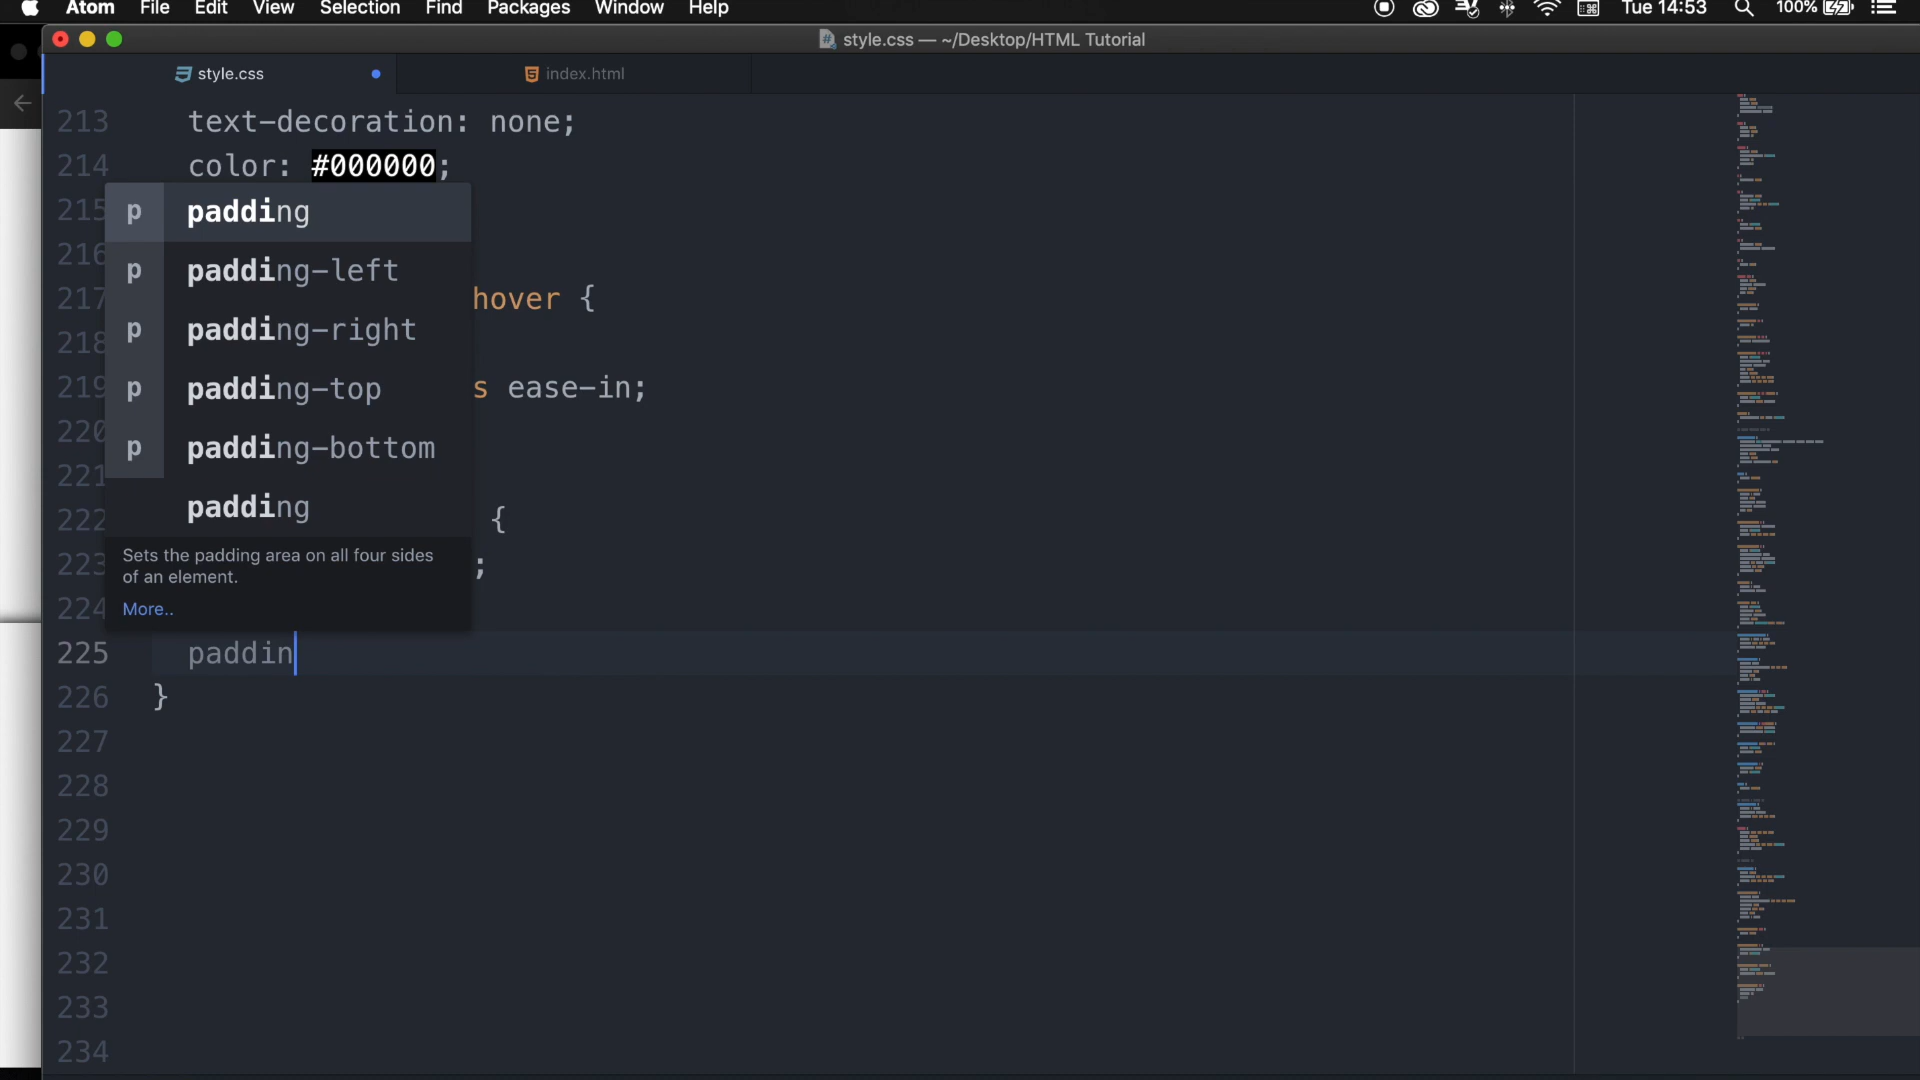 Atom File Edit View Selection Find Packages Window Help Tue 14:53 100%
style.css — ~/Desktop/HTML Tutorial
style.css index.html
213 text-decoration: none;
214 color: #000000;
215 p padding
216 p padding-left
217 hover {
218 p padding-right
219 p padding-top s ease-in;
220 p padding-bottom
221
222 padding {
223 ;
Sets the padding area on all four sides
of an element.
224 More..
225 paddin
226 }
227
228
229
230
231
232
233
234